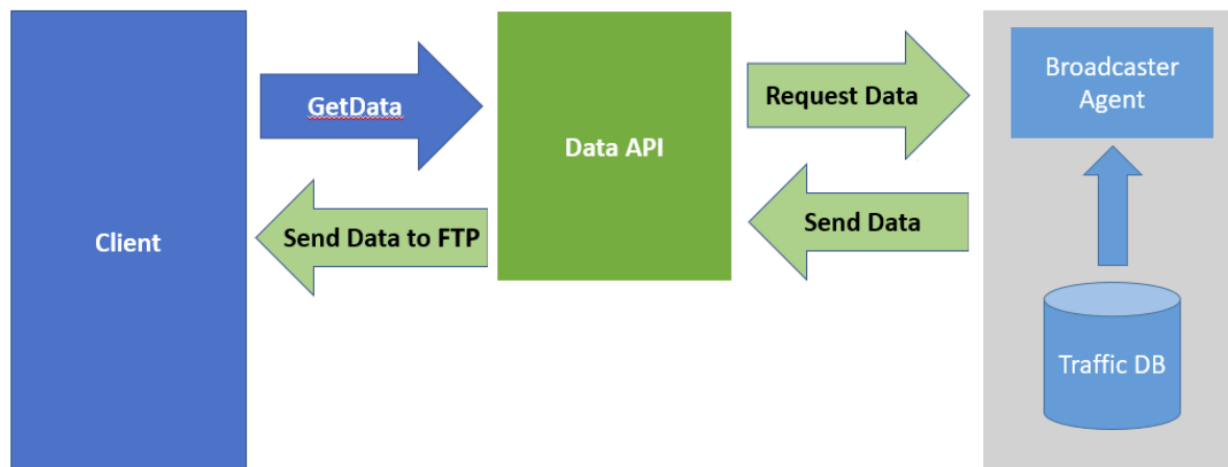 Client
GetData
Send Data to FTP
Data API
Request Data
Send Data
Broadcaster
Agent
Traffic DB